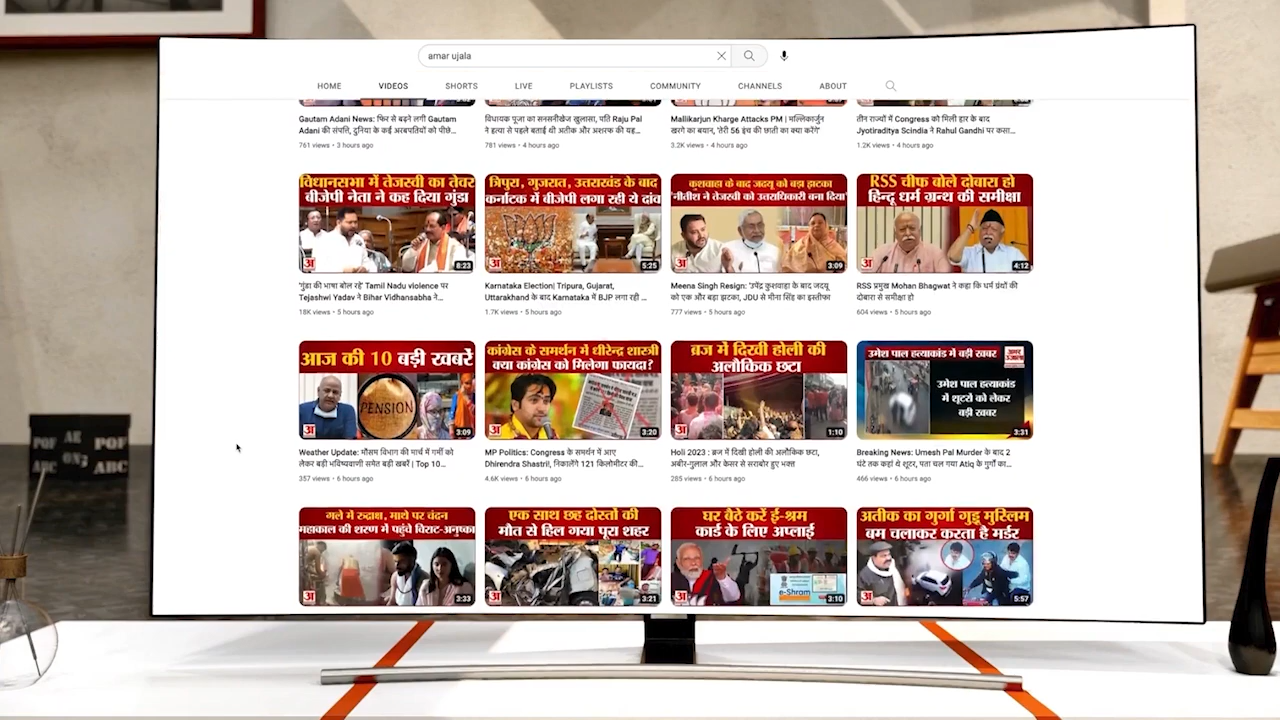 amar ujala
HOME VIDEOS SHORTS LIVE PLAYLISTS COMMUNITY CHANNELS ABOUT
Gautam Adani News: फिर से बढ़ने लगी Gautam
Adani की संपत्ति, दुनिया के कई अरबपतियों को पीछे...
761 views • 3 hours ago
विधायक पूजा का सनसनीखेज खुलासा, पति Raju Pal
ने हत्या से पहले बताई थी अतीक और अशरफ की यह...
781 views • 4 hours ago
Mallikarjun Kharge Attacks PM | मल्लिकार्जुन
खरगे का बयान, 'तेरी 56 इंच की छाती का क्या करेंगे'
3.2K views • 4 hours ago
तीन राज्यों में Congress को मिली हार के बाद
Jyotiraditya Scindia ने Rahul Gandhi पर कसा...
1.2K views • 4 hours ago
विधानसभा में तेजस्वी का तेवर
बीजेपी नेता ने कह दिया गुंडा
अ
8:23
'गुंडा की भाषा बोल रहे' Tamil Nadu violence पर
Tejashwi Yadav ने Bihar Vidhansabha ने...
18K views • 5 hours ago
त्रिपुरा, गुजरात, उत्तराखंड के बाद
कर्नाटक में बीजेपी लगा रही ये दांव
अ
5:25
Karnataka Election| Tripura, Gujarat,
Uttarakhand के बाद Karnataka में BJP लगा रही ...
1.7K views • 5 hours ago
कुशवाहा के बाद जदयू को बड़ा झटका
'नीतीश ने तेजस्वी को उत्तराधिकारी बना दिया'
अ
3:09
Meena Singh Resign: 'उपेंद्र कुशवाहा के बाद जदयू
को एक और बड़ा झटका, JDU से मीना सिंह का इस्तीफा
777 views • 5 hours ago
RSS चीफ बोले दोबारा हो
हिन्दू धर्म ग्रन्थ की समीक्षा
अ
4:12
RSS प्रमुख Mohan Bhagwat ने कहा कि धर्म ग्रंथों की
दोबारा से समीक्षा हो
604 views • 5 hours ago
आज की 10 बड़ी खबरें
PENSION
अ
3:09
Weather Update: मौसम विभाग की मार्च में गर्मी को
लेकर बड़ी भविष्यवाणी समेत बड़ी खबरें | Top 10...
357 views • 6 hours ago
कांग्रेस के समर्थन में धीरेन्द्र शास्त्री
क्या कांग्रेस को मिलेगा फायदा?
अ
3:20
MP Politics: Congress के समर्थन में आए
Dhirendra Shastri!, निकालेंगे 121 किलोमीटर की...
4.6K views • 6 hours ago
ब्रज में दिखी होली की
अलौकिक छटा
अ
1:10
Holi 2023 : ब्रज में दिखी होली की अलौकिक छटा,
अबीर-गुलाल और केसर से सराबोर हुए भक्त
285 views • 6 hours ago
उमेश पाल हत्याकांड में बड़ी खबर
अमर उजाला
उमेश पाल हत्याकांड
में शूटरों को लेकर
बड़ी खबर
3:31
Breaking News: Umesh Pal Murder के बाद 2
घंटे तक कहां थे शूटर, पता चल गया Atiq के गुर्गों का...
466 views • 6 hours ago
गले में रुद्राक्ष, माथे पर चंदन
महाकाल की शरण में पहुंचे विराट-अनुष्का
अ
3:33
एक साथ छह दोस्तों की
मौत से हिल गया पूरा शहर
अ
3:21
घर बैठे करें ई-श्रम
कार्ड के लिए अप्लाई
e-Shram
अ
3:10
अतीक का गुर्गा गुड्डू मुस्लिम
बम चलाकर करता है मर्डर
अ
5:57